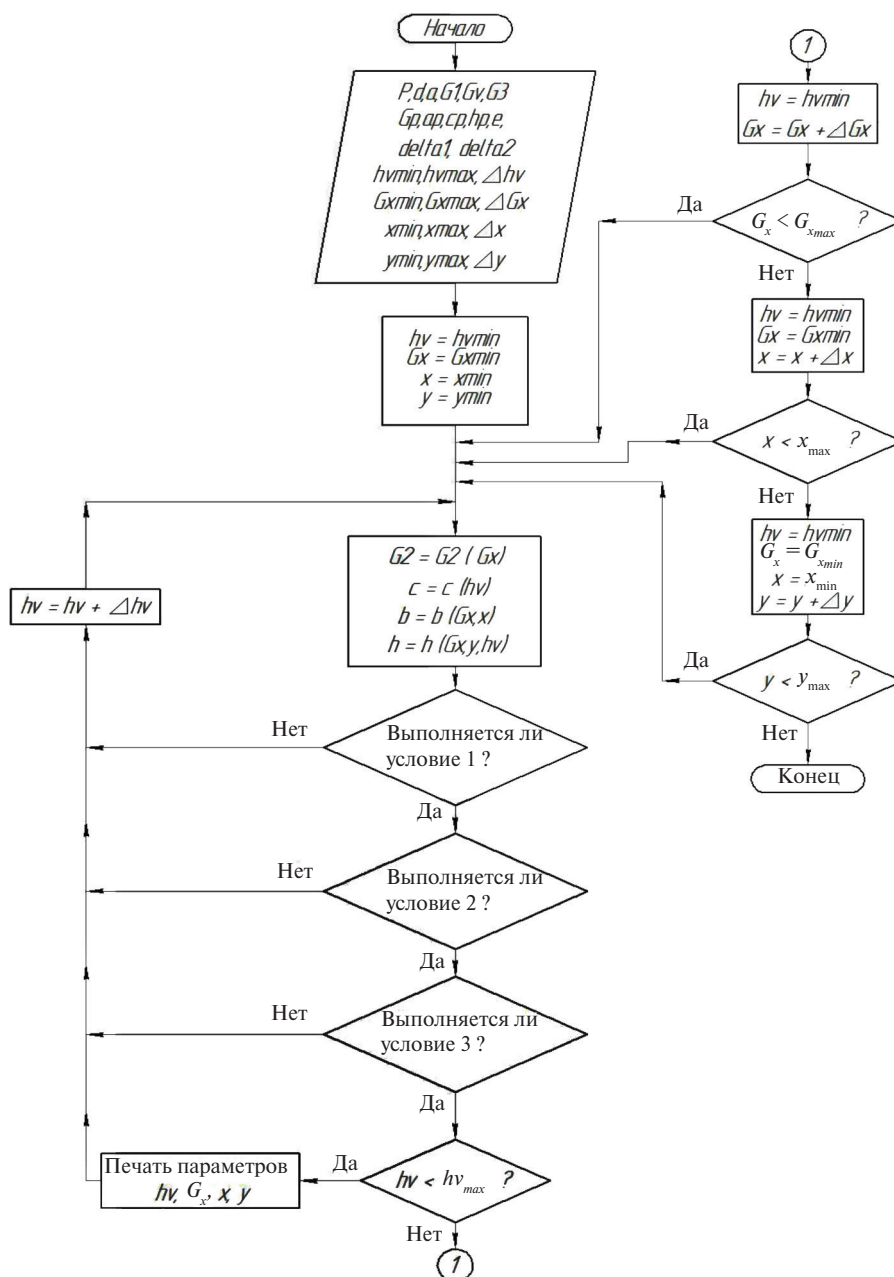 Начало
P,d,a,G1,Gv,G3
Gp,ap,cp,hp,e,
delta1, delta2
hvmin,hvmax, △hv
Gxmin,Gxmax, △Gx
xmin,xmax, △x
ymin,ymax, △y
hv = hvmin
Gx = Gxmin
x = xmin
y = ymin
hv = hv + △hv
G2 = G2 ( Gx)
c = c (hv)
b = b (Gx,x)
h = h (Gx,y,hv)
Нет
Выполняется ли
условие 1 ?
Да
Нет
Выполняется ли
условие 2 ?
Да
Нет
Выполняется ли
условие 3 ?
Да
Печать параметров
hv, Gx, x, y
Да
hv < hvmax ?
Нет
1
1
hv = hvmin
Gx = Gx + △Gx
Да
Gx < Gxmax ?
Нет
hv = hvmin
Gx = Gxmin
x = x + △x
Да
x < xmax ?
Нет
hv = hvmin
Gx = Gxmin
x = xmin
y = y + △y
Да
y < ymax ?
Нет
Конец